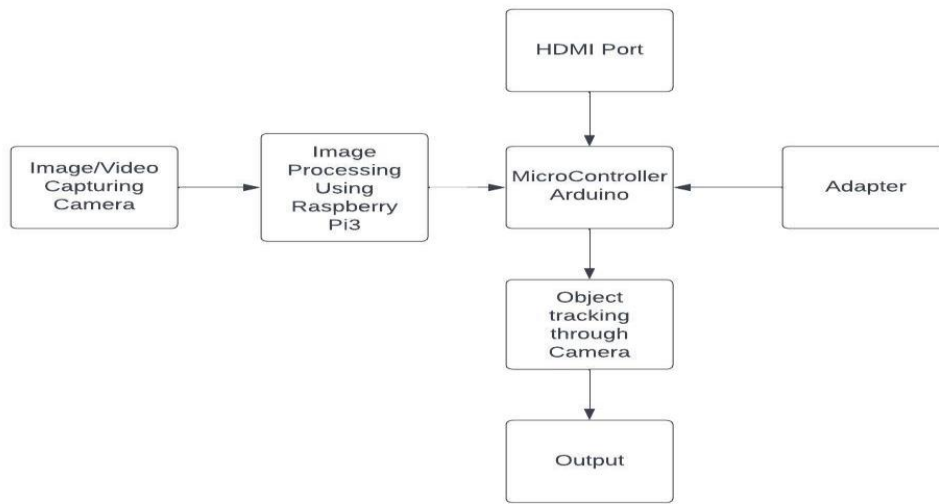 HDMI Port
Image/Video
Capturing
Camera
Image
Processing
Using
Raspberry
Pi3
MicroController
Arduino
Adapter
Object
tracking
through
Camera
Output